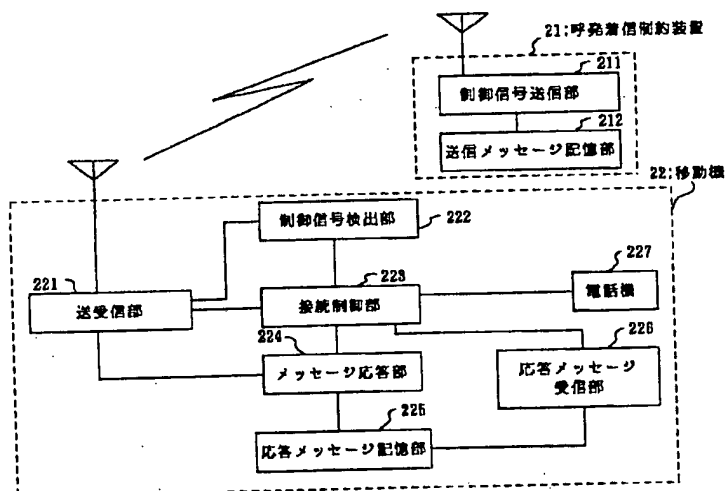 21:呼発着信制約装置
211
制御信号送信部
212
送信メッセージ記憶部
22:移動機
制御信号検出部
222
221
送受信部
223
接続制御部
227
電話機
224
メッセージ応答部
226
応答メッセージ
受信部
225
応答メッセージ記憶部